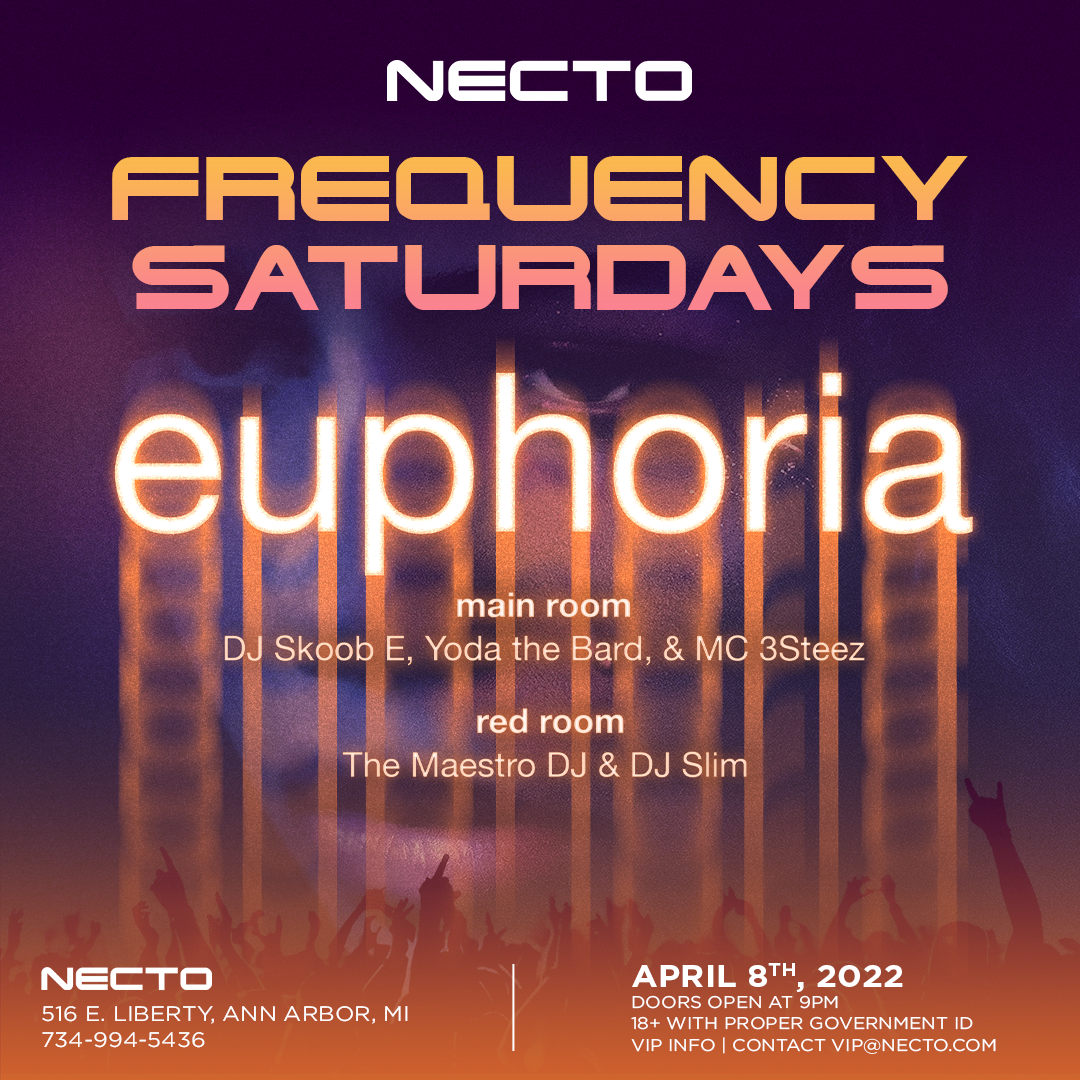 NECTO
FREQUENCY
SATURDAYS
euphoria
main room
DJ Skoob E, Yoda the Bard, & MC 3Steez
red room
The Maestro DJ & DJ Slim
NECTO
516 E. LIBERTY, ANN ARBOR, MI
734-994-5436
APRIL 8TH, 2022
DOORS OPEN AT 9PM
18+ WITH PROPER GOVERNMENT ID
VIP INFO | CONTACT VIP@NECTO.COM